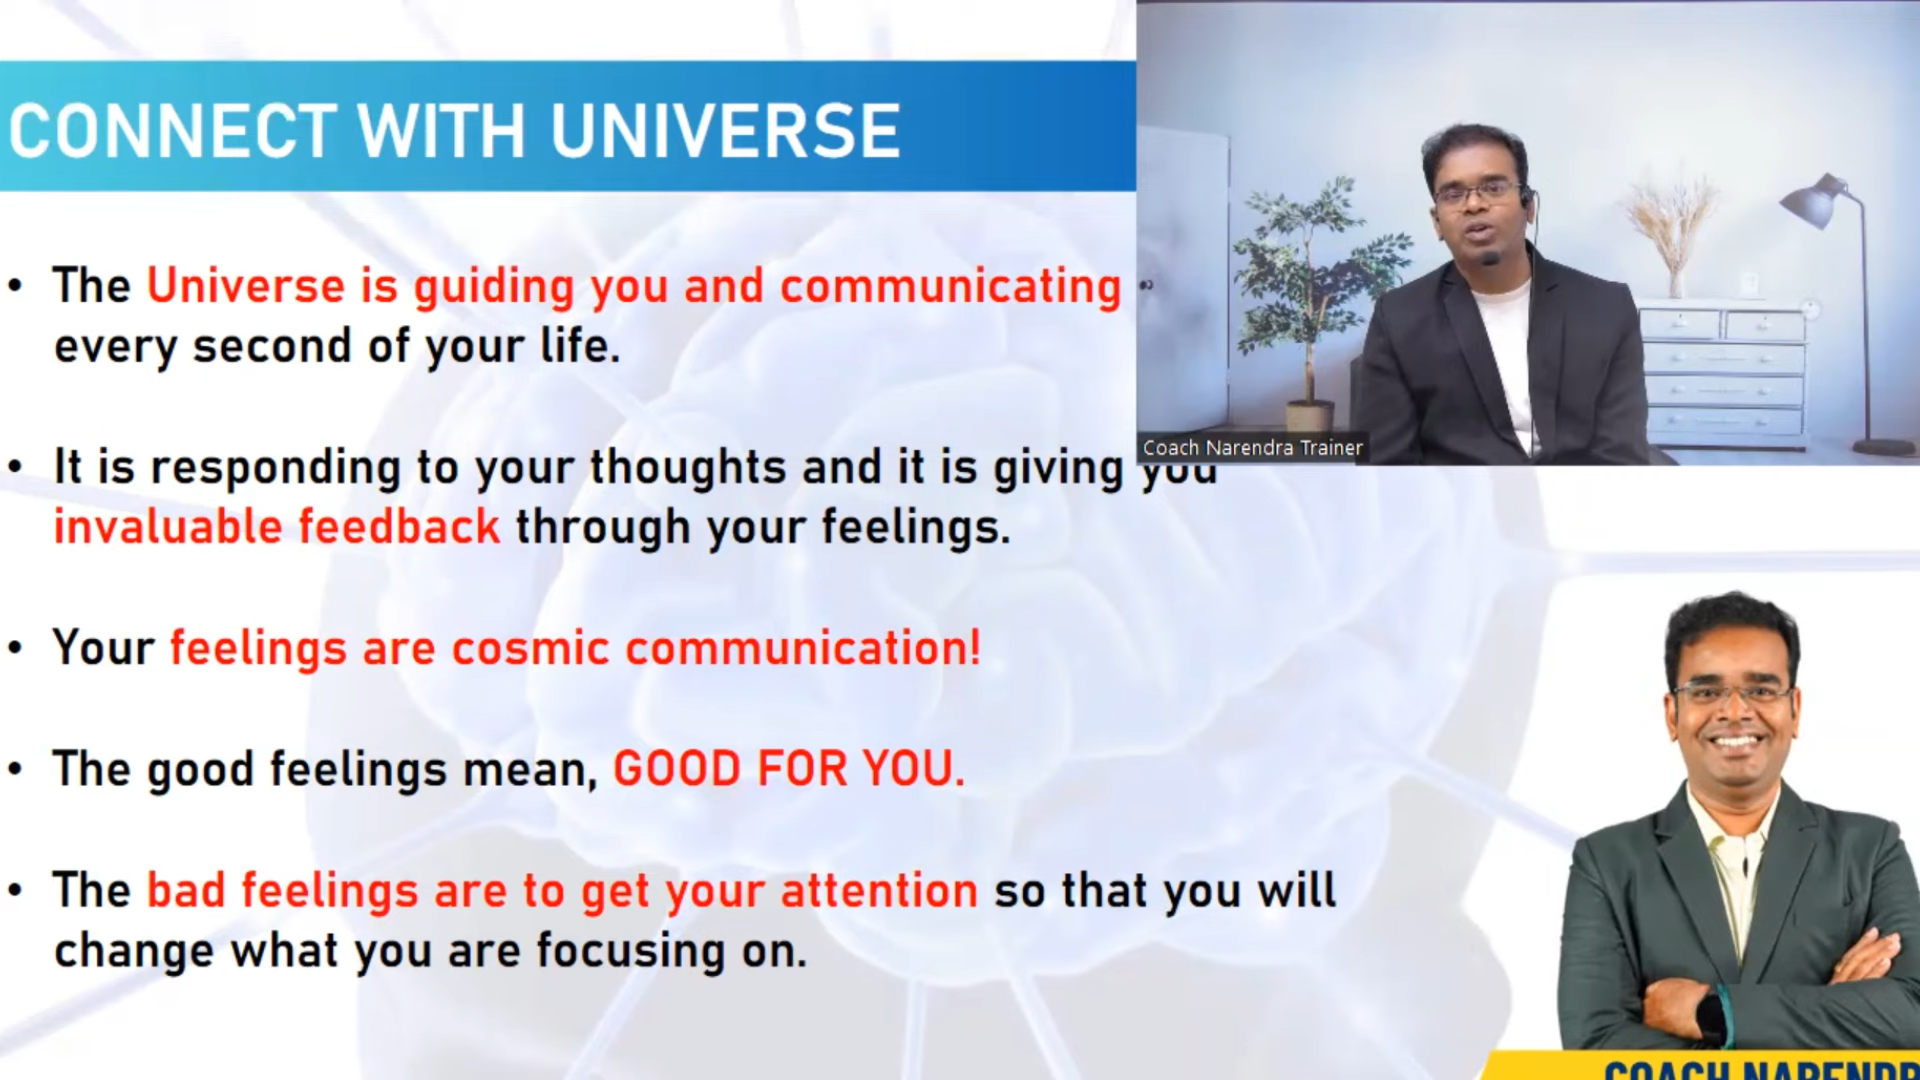 CONNECT WITH UNIVERSE
• The Universe is guiding you and communicating
every second of your life.
• It is responding to your thoughts and it is giving you
invaluable feedback through your feelings.
• Your feelings are cosmic communication!
• The good feelings mean, GOOD FOR YOU.
• The bad feelings are to get your attention so that you will
change what you are focusing on.
Coach Narendra Trainer
COACH NARENDR